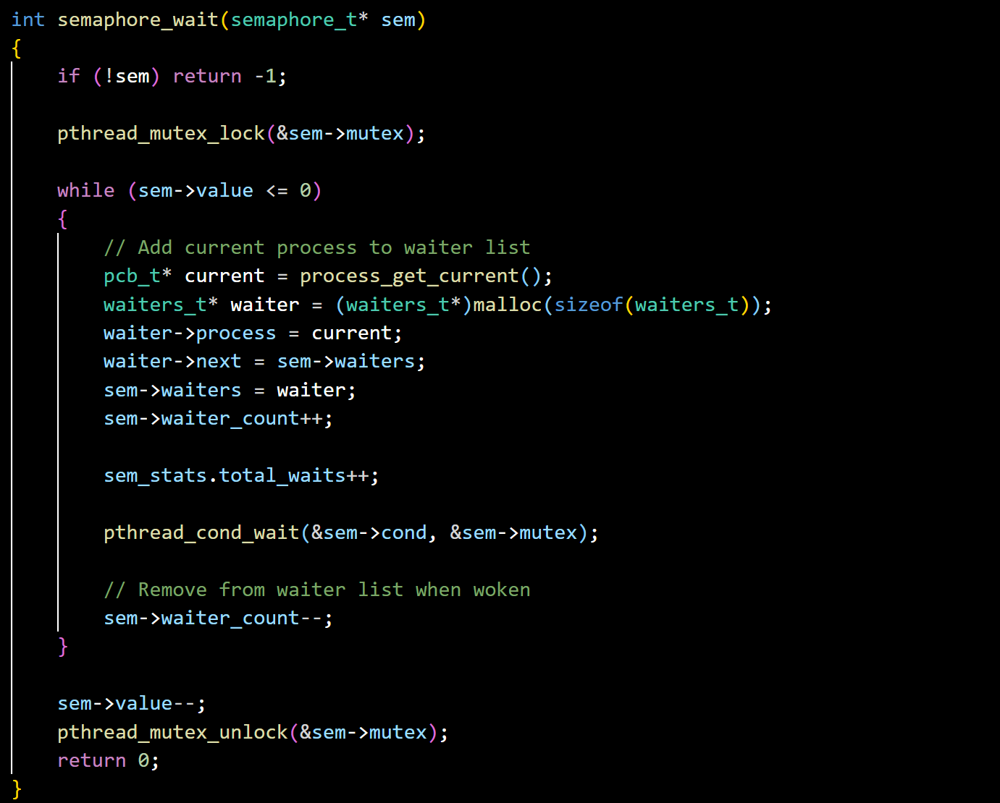 int semaphore_wait(semaphore_t* sem)
{
    if (!sem) return -1;
    pthread_mutex_lock(&sem->mutex);
    while (sem->value <= 0)
    {
        // Add current process to waiter list
        pcb_t* current = process_get_current();
        waiters_t* waiter = (waiters_t*)malloc(sizeof(waiters_t));
        waiter->process = current;
        waiter->next = sem->waiters;
        sem->waiters = waiter;
        sem->waiter_count++;
        sem_stats.total_waits++;
        pthread_cond_wait(&sem->cond, &sem->mutex);
        // Remove from waiter list when woken
        sem->waiter_count--;
    }
    sem->value--;
    pthread_mutex_unlock(&sem->mutex);
    return 0;
}